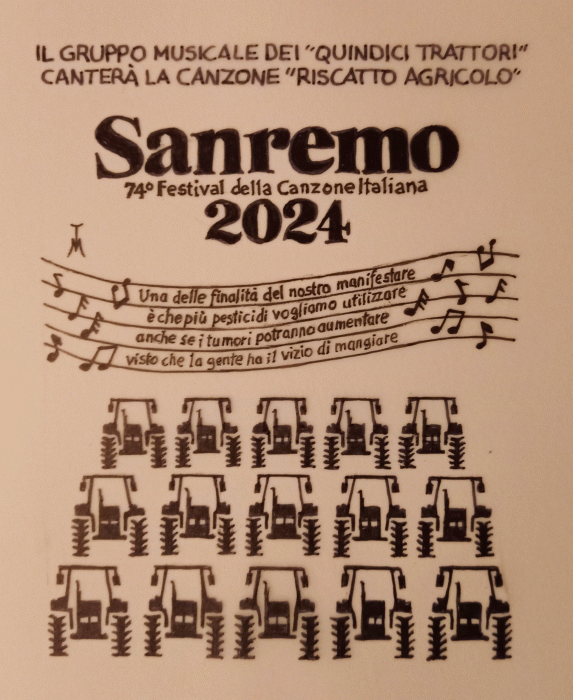 IL GRUPPO MUSICALE DEI "QUINDICI TRATTORI"
CANTERÀ LA CANZONE "RISCATTO AGRICOLO"
Sanremo
74º Festival della Canzone Italiana
2024
Una delle finalità del nostro manifestare
è che più pesticidi vogliamo utilizzare
anche se i tumori potranno aumentare
visto che la gente ha il vizio di mangiare